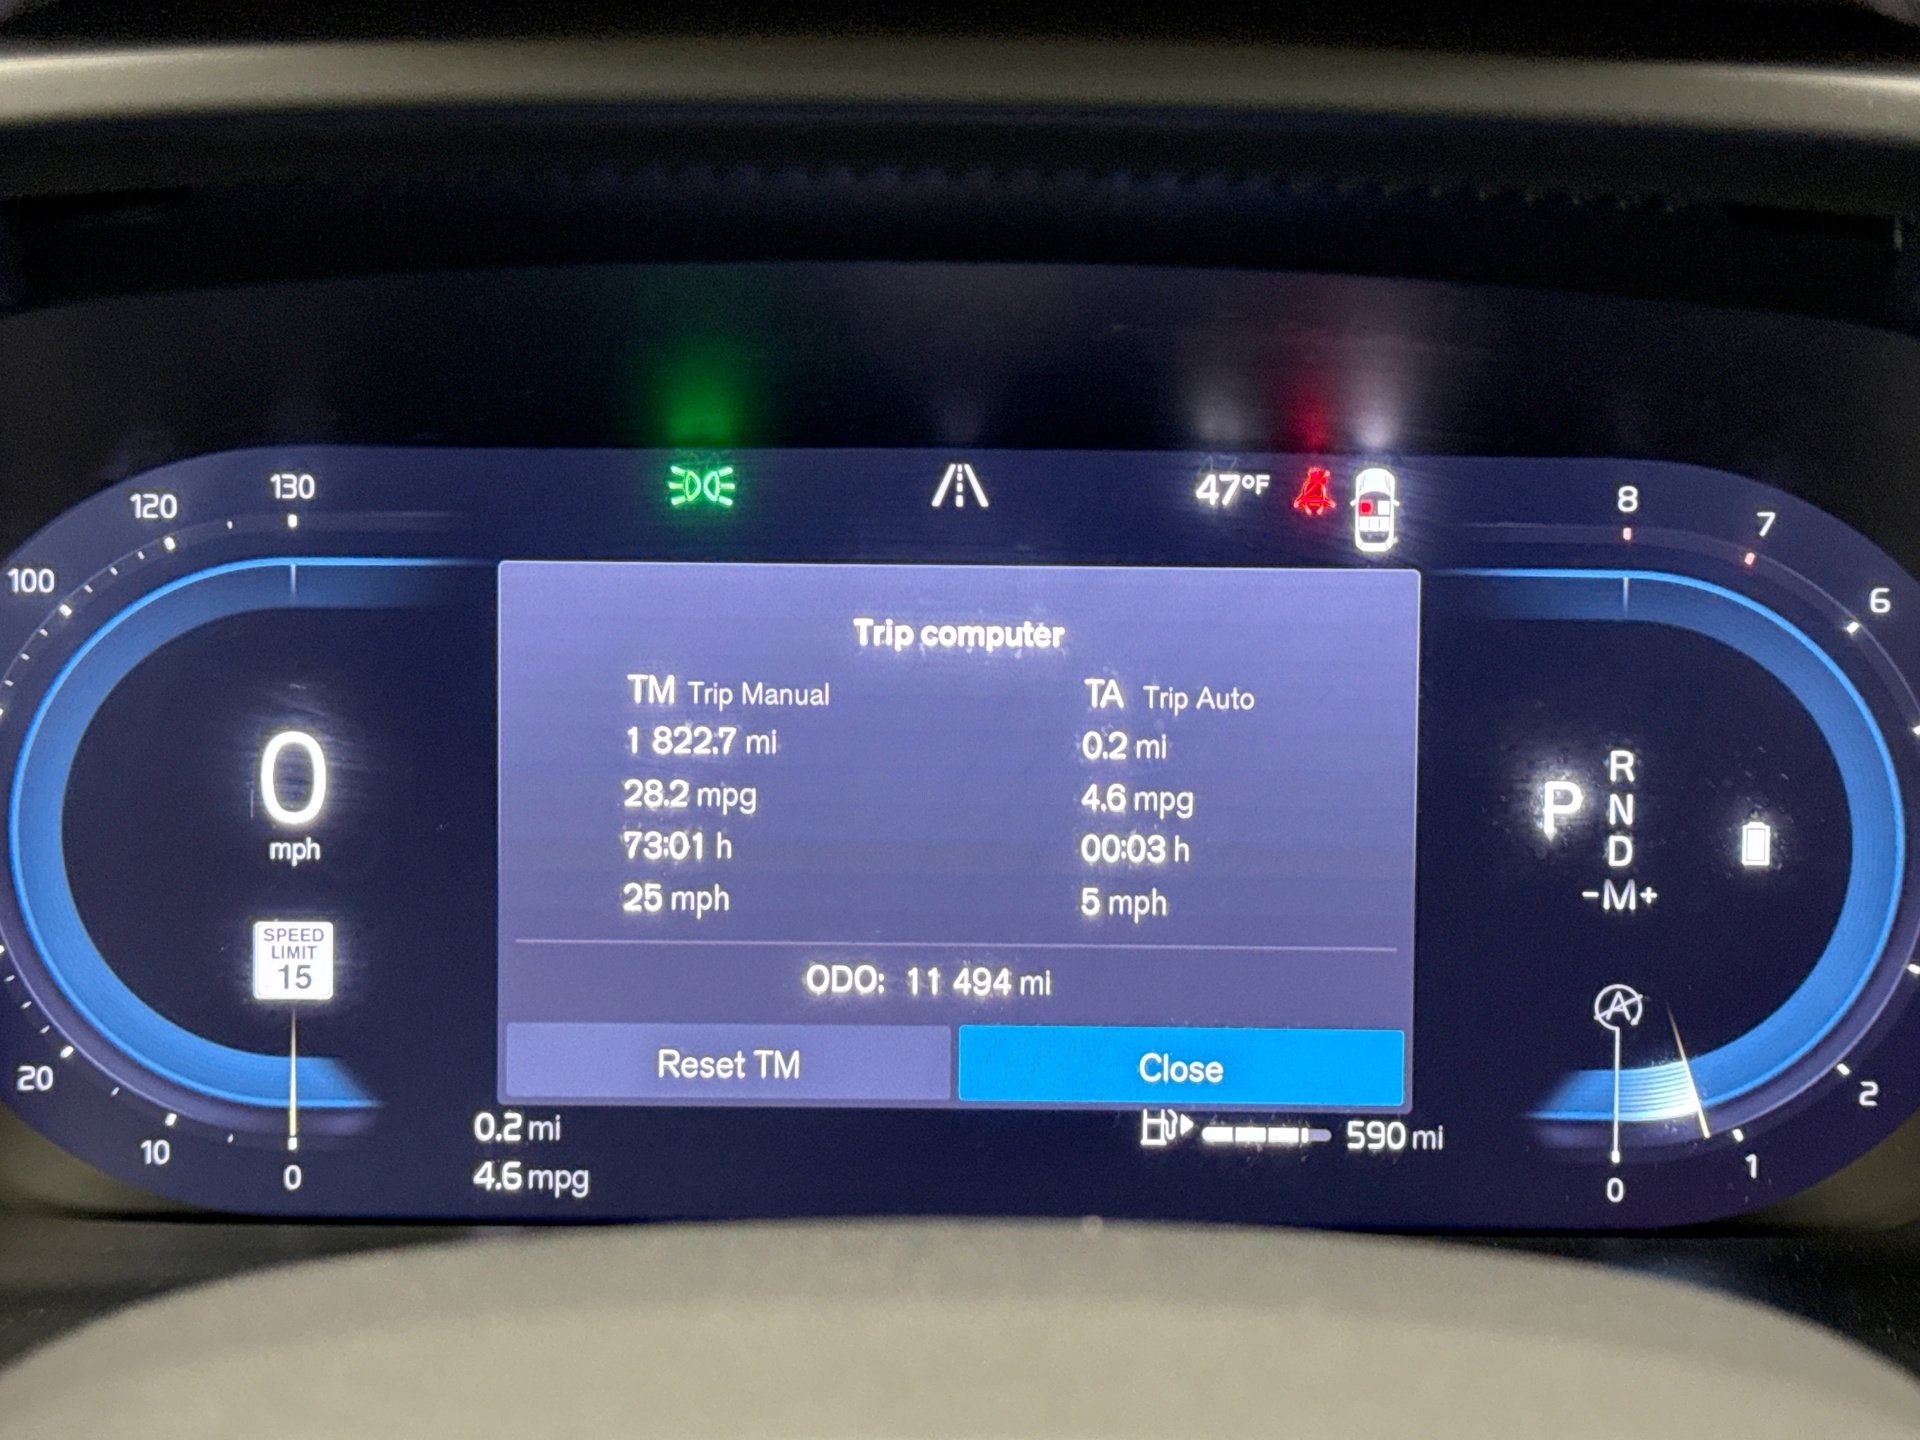 130
120
100
20
10
0
47°F
8
7
6
2
1
0
Trip computer
TM Trip Manual
1 822.7 mi
28.2 mpg
73:01 h
25 mph
TA Trip Auto
0.2 mi
4.6 mpg
00:03 h
5 mph
ODO: 11 494 mi
Reset TM
Close
0
mph
SPEED
LIMIT
15
P
R
N
D
-M+
A
0.2 mi
4.6 mpg
590 mi